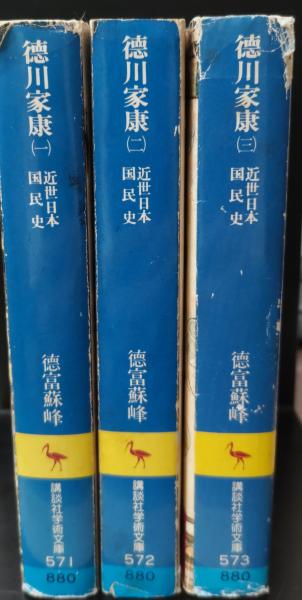 徳川家康(一)
近世日本
国民史
徳富蘇峰
講談社学術文庫
571
880
徳川家康(二)
近世日本
国民史
徳富蘇峰
講談社学術文庫
572
880
徳川家康(三)
近世日本
国民史
徳富蘇峰
講談社学術文庫
573
880